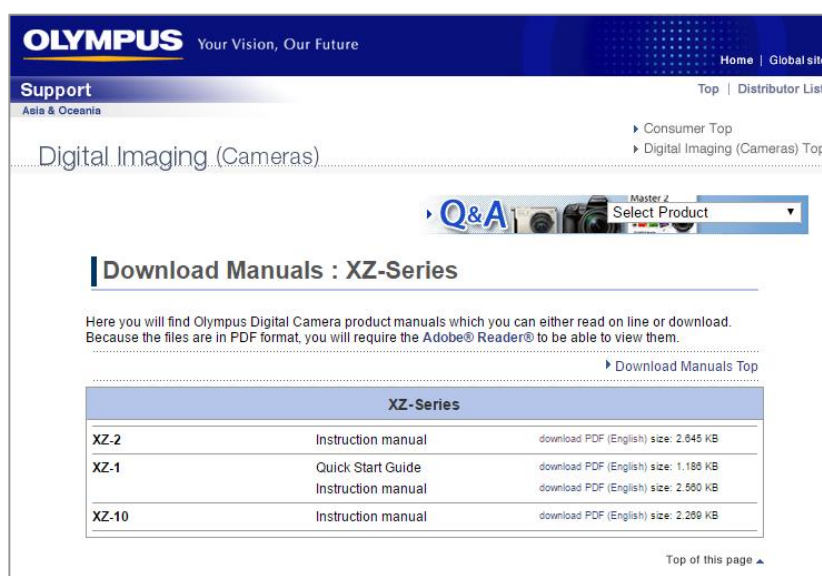 OLYMPUS Your Vision, Our Future
Home | Global site
Support
Top | Distributor List
Asia & Oceania
Consumer Top
Digital Imaging (Cameras)
Digital Imaging (Cameras) Top
Q&A
Master 2
Select Product
Download Manuals : XZ-Series
Here you will find Olympus Digital Camera product manuals which you can either read on line or download.
Because the files are in PDF format, you will require the Adobe® Reader® to be able to view them.
Download Manuals Top
XZ-Series
XZ-2 Instruction manual download PDF (English) size: 2.645 KB
XZ-1 Quick Start Guide download PDF (English) size: 1.186 KB
Instruction manual download PDF (English) size: 2.560 KB
XZ-10 Instruction manual download PDF (English) size: 2.269 KB
Top of this page